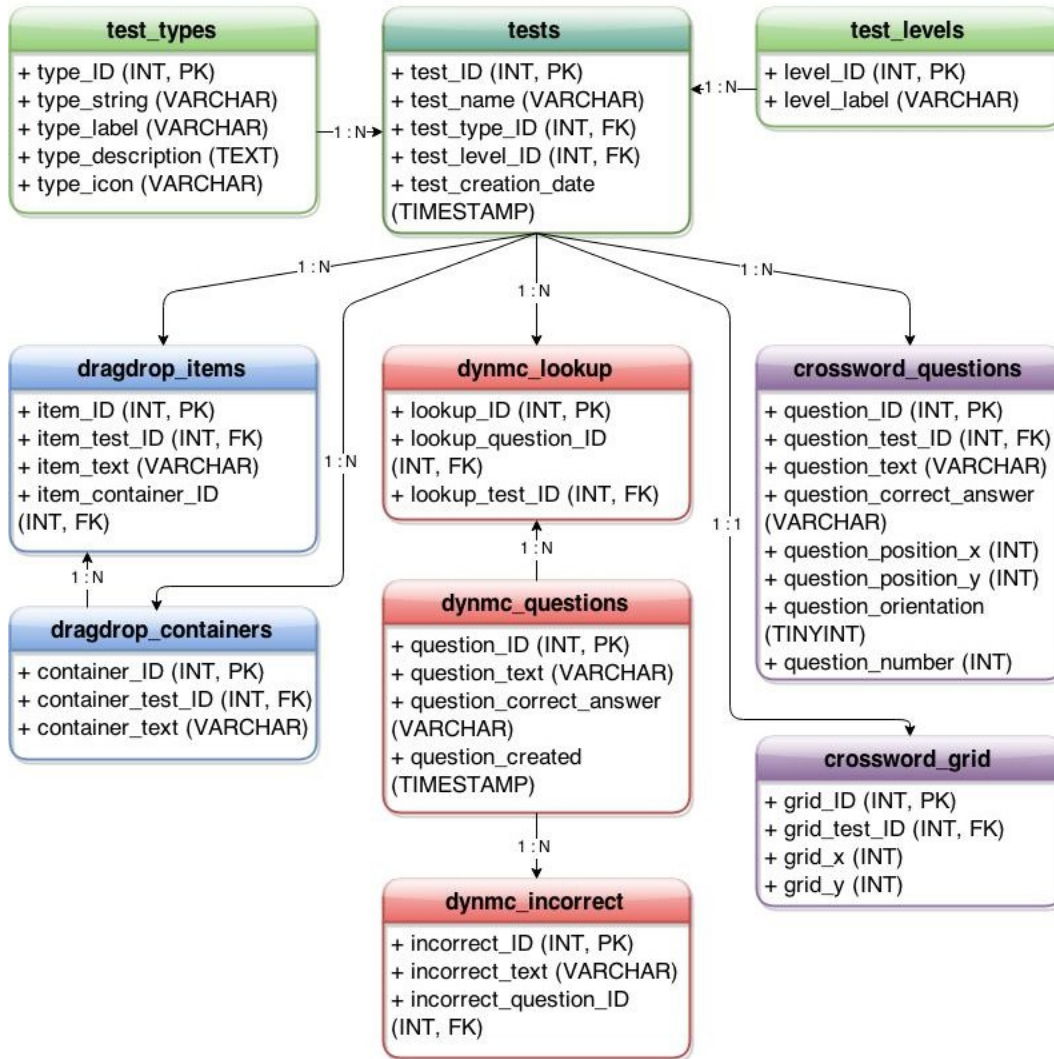 test_types
+ type_ID (INT, PK)
+ type_string (VARCHAR)
+ type_label (VARCHAR)
+ type_description (TEXT)
+ type_icon (VARCHAR)
1 : N
tests
+ test_ID (INT, PK)
+ test_name (VARCHAR)
+ test_type_ID (INT, FK)
+ test_level_ID (INT, FK)
+ test_creation_date
(TIMESTAMP)
1 : N
test_levels
+ level_ID (INT, PK)
+ level_label (VARCHAR)
1 : N
1 : N
1 : N
1 : N
1:1
dragdrop_items
+ item_ID (INT, PK)
+ item_test_ID (INT, FK)
+ item_text (VARCHAR)
+ item_container_ID
(INT, FK)
1 : N
dragdrop_containers
+ container_ID (INT, PK)
+ container_test_ID (INT, FK)
+ container_text (VARCHAR)
dynmc_lookup
+ lookup_ID (INT, PK)
+ lookup_question_ID
(INT, FK)
+ lookup_test_ID (INT, FK)
1 : N
dynmc_questions
+ question_ID (INT, PK)
+ question_text (VARCHAR)
+ question_correct_answer
(VARCHAR)
+ question_created
(TIMESTAMP)
1 : N
dynmc_incorrect
+ incorrect_ID (INT, PK)
+ incorrect_text (VARCHAR)
+ incorrect_question_ID
(INT, FK)
crossword_questions
+ question_ID (INT, PK)
+ question_test_ID (INT, FK)
+ question_text (VARCHAR)
+ question_correct_answer
(VARCHAR)
+ question_position_x (INT)
+ question_position_y (INT)
+ question_orientation
(TINYINT)
+ question_number (INT)
crossword_grid
+ grid_ID (INT, PK)
+ grid_test_ID (INT, FK)
+ grid_x (INT)
+ grid_y (INT)